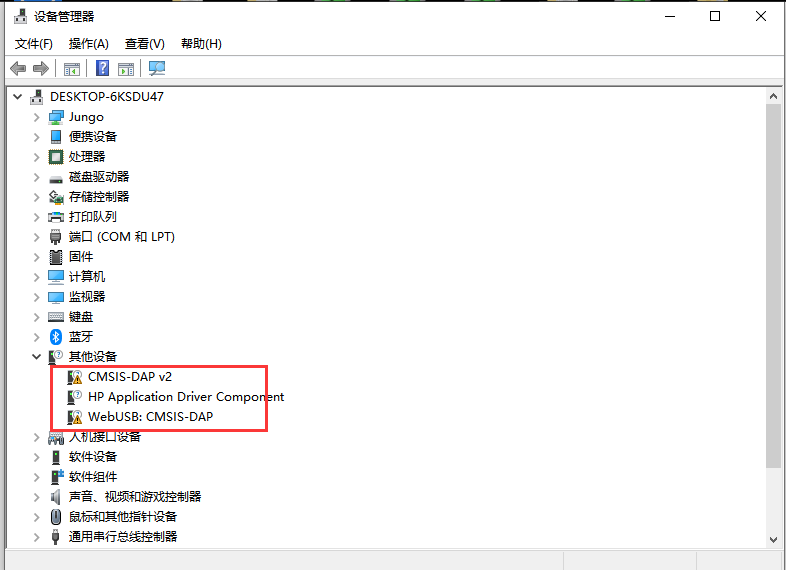 设备管理器
文件(F) 操作(A) 查看(V) 帮助(H)
DESKTOP-6KSDU47
Jungo
便携设备
处理器
磁盘驱动器
存储控制器
打印队列
端口 (COM 和 LPT)
固件
计算机
监视器
键盘
蓝牙
其他设备
CMSIS-DAP v2
HP Application Driver Component
WebUSB: CMSIS-DAP
人机接口设备
软件设备
软件组件
声音、视频和游戏控制器
鼠标和其他指针设备
通用串行总线控制器